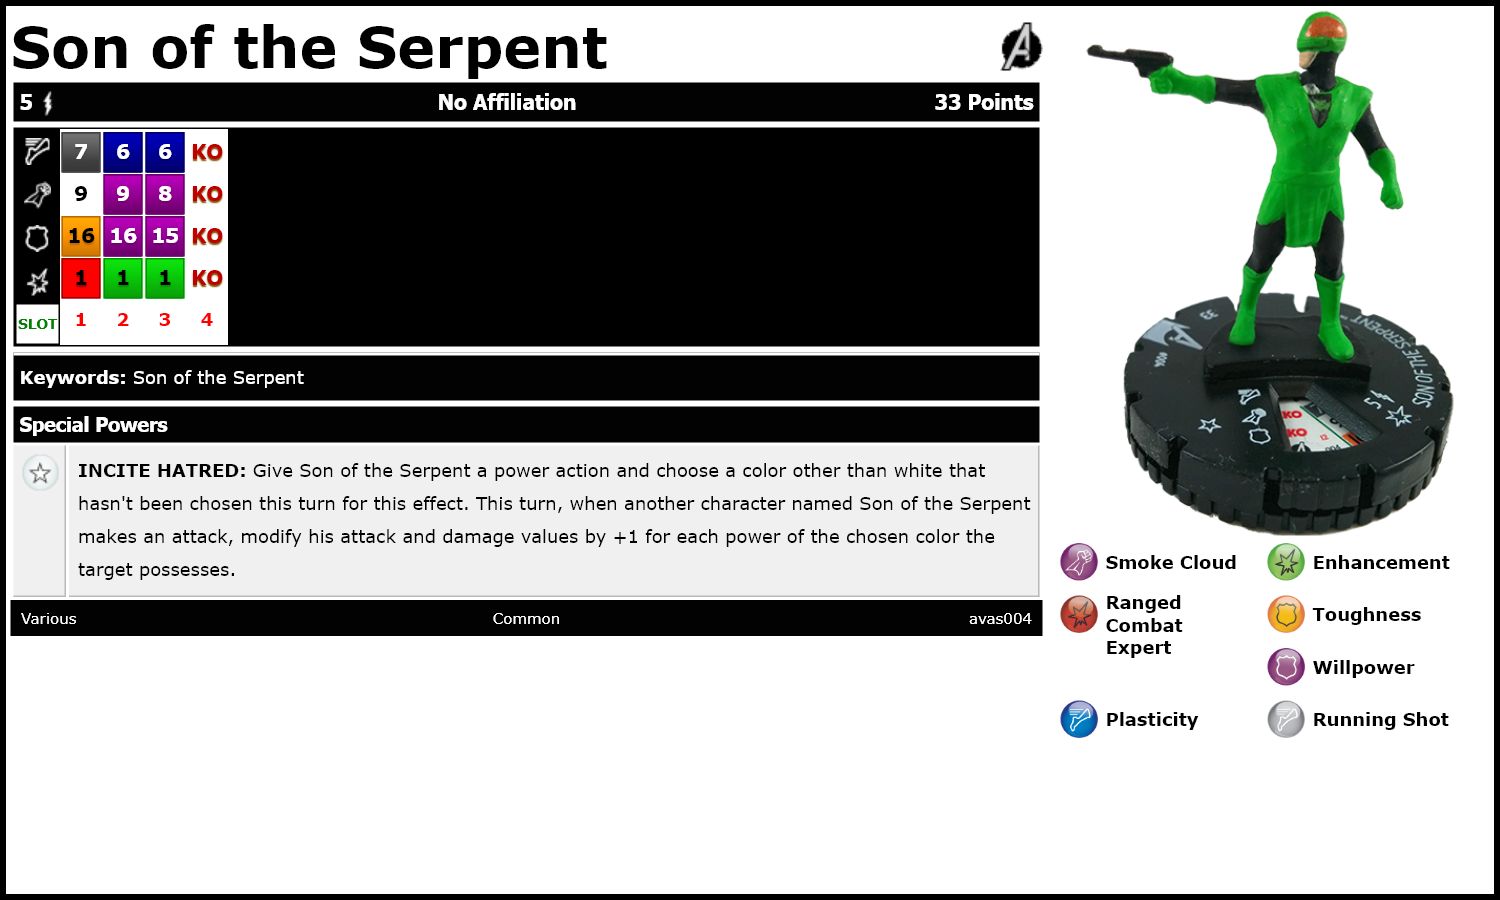 Son of the Serpent
5 No Affiliation 33 Points
7 6 6 KO
9 9 8 KO
16 16 15 KO
1 1 1 KO
SLOT 1 2 3 4
Keywords: Son of the Serpent
Special Powers
INCITE HATRED: Give Son of the Serpent a power action and choose a color other than white that
hasn't been chosen this turn for this effect. This turn, when another character named Son of the Serpent
makes an attack, modify his attack and damage values by +1 for each power of the chosen color the
target possesses.
Various Common avas004
SON OF THE SERPENT
33
#004
5
KO
KO
12
004
Smoke Cloud
Enhancement
Ranged
Combat
Expert
Toughness
Willpower
Plasticity
Running Shot